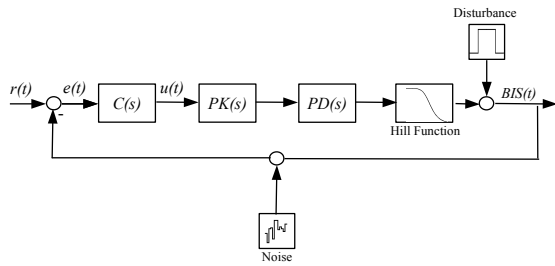 Disturbance
r(t)
e(t)
C(s)
u(t)
PK(s)
PD(s)
Hill Function
BIS(t)
-
Noise